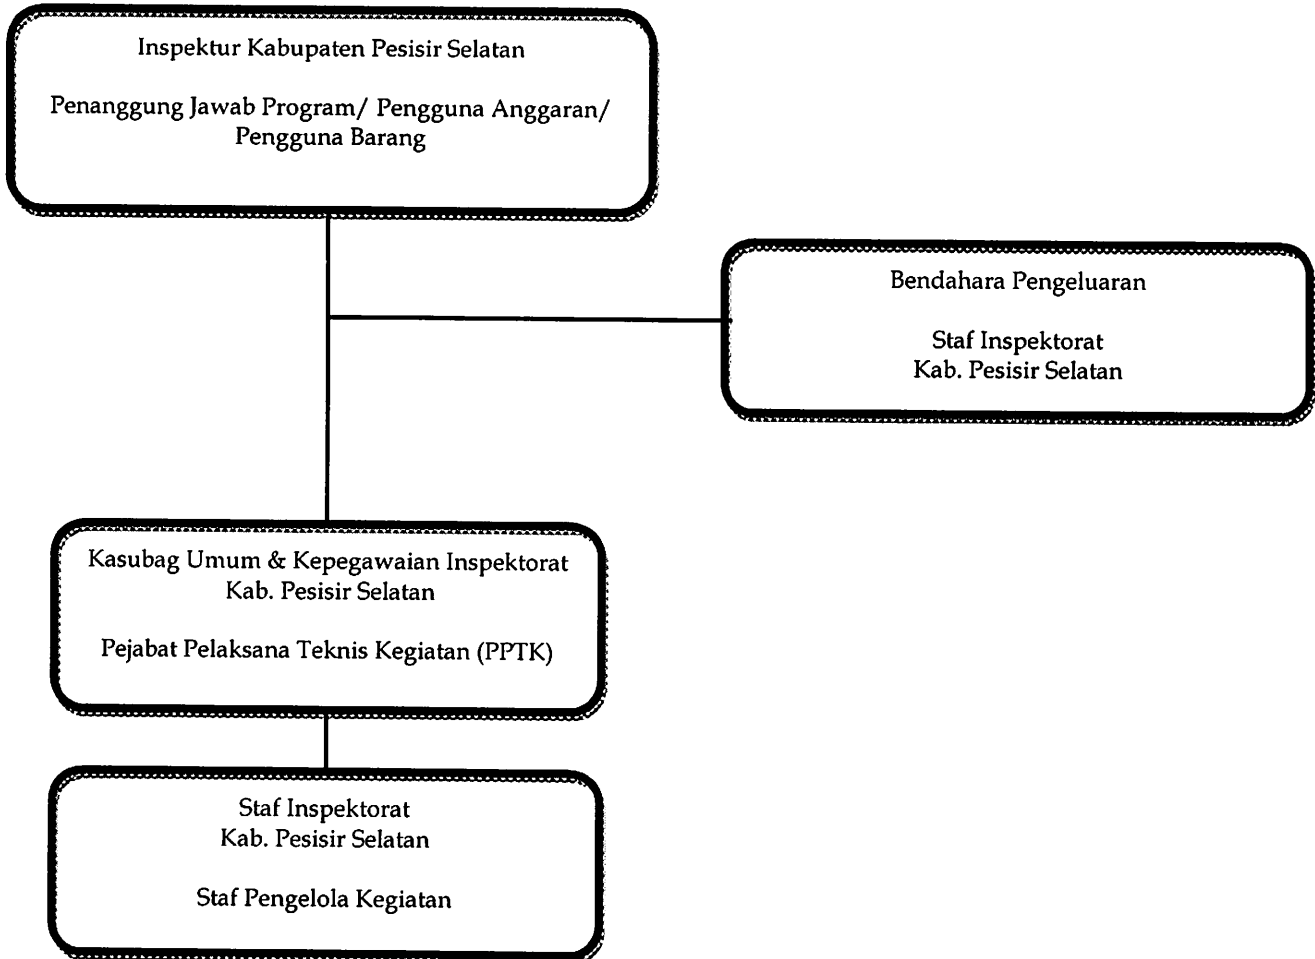 Inspektur Kabupaten Pesisir Selatan
Penanggung Jawab Program/ Pengguna Anggaran/
Pengguna Barang
Bendahara Pengeluaran
Staf Inspektorat
Kab. Pesisir Selatan
Kasubag Umum & Kepegawaian Inspektorat
Kab. Pesisir Selatan
Pejabat Pelaksana Teknis Kegiatan (PPTK)
Staf Inspektorat
Kab. Pesisir Selatan
Staf Pengelola Kegiatan